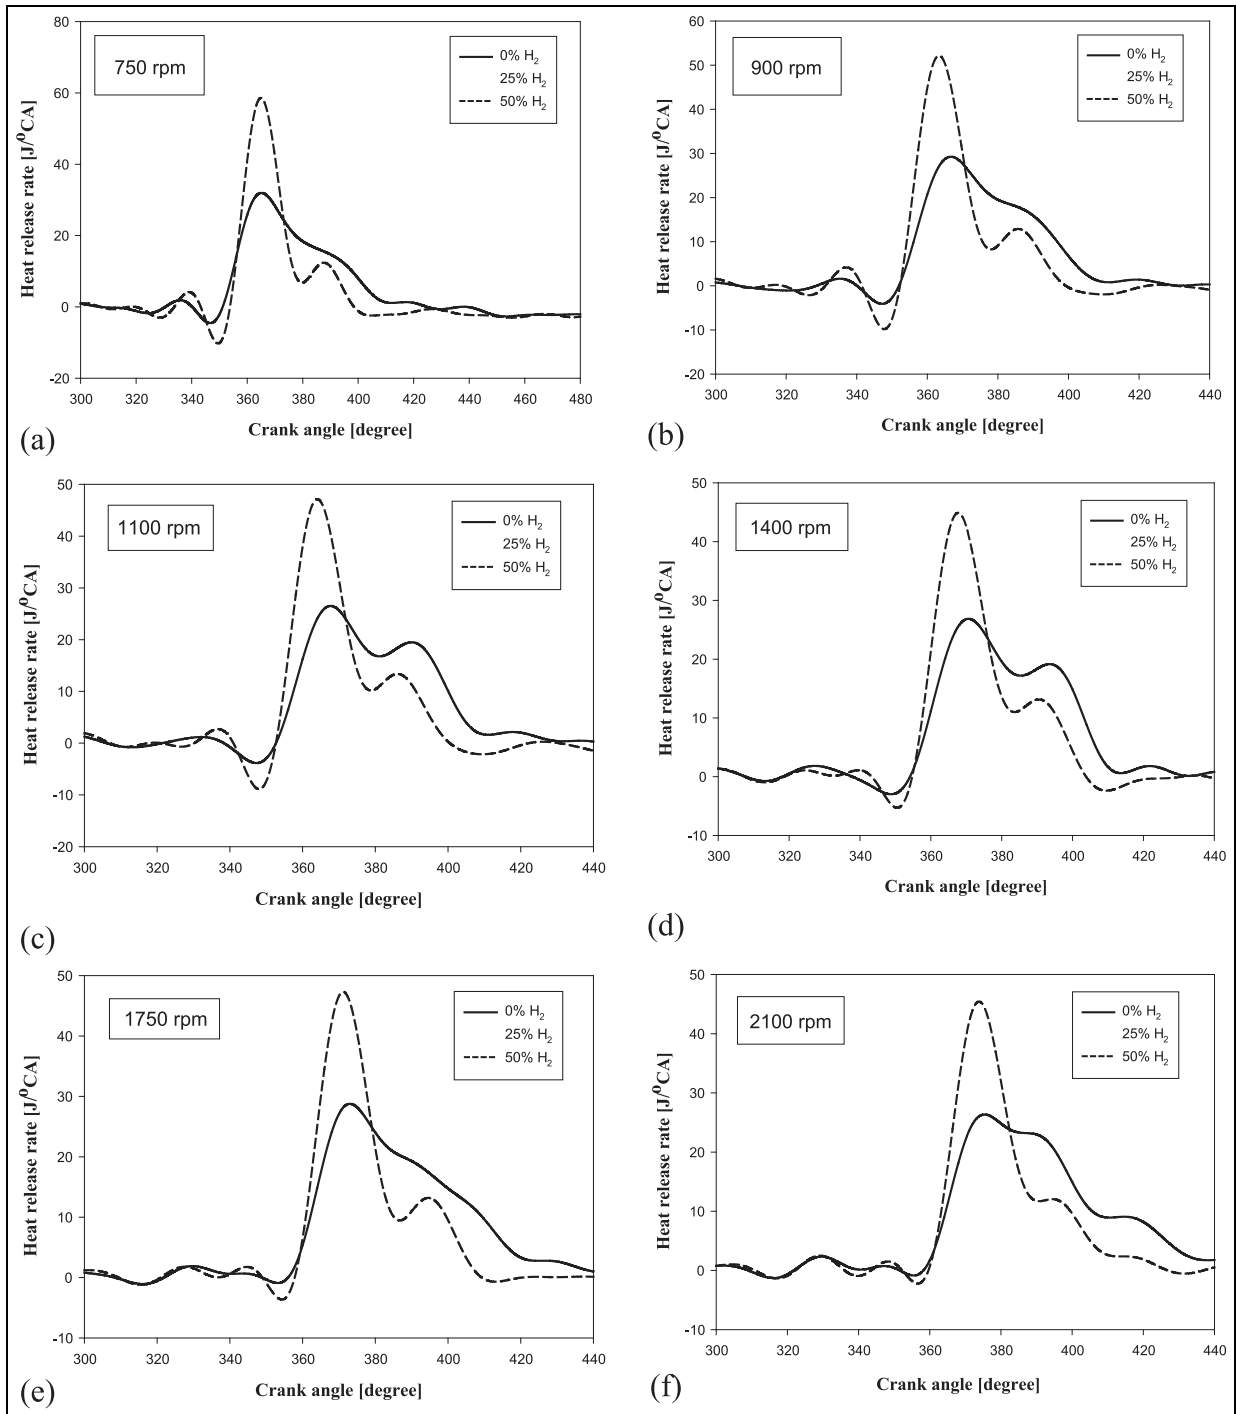 80
60
40
20
0
-20
Heat release rate [J/ºCA]
750 rpm
0% H₂
25% H₂
50% H₂
300 320 340 360 380 400 420 440 460 480
Crank angle [degree]
(a)
60
50
40
30
20
10
0
-10
-20
Heat release rate [J/ºCA]
900 rpm
0% H₂
25% H₂
50% H₂
300 320 340 360 380 400 420 440
Crank angle [degree]
(b)
50
40
30
20
10
0
-10
-20
Heat release rate [J/ºCA]
1100 rpm
0% H₂
25% H₂
50% H₂
300 320 340 360 380 400 420 440
Crank angle [degree]
(c)
50
40
30
20
10
0
-10
Heat release rate [J/ºCA]
1400 rpm
0% H₂
25% H₂
50% H₂
300 320 340 360 380 400 420 440
Crank angle [degree]
(d)
50
40
30
20
10
0
-10
Heat release rate [J/ºCA]
1750 rpm
0% H₂
25% H₂
50% H₂
300 320 340 360 380 400 420 440
Crank angle [degree]
(e)
50
40
30
20
10
0
-10
Heat release rate [J/ºCA]
2100 rpm
0% H₂
25% H₂
50% H₂
300 320 340 360 380 400 420 440
Crank angle [degree]
(f)